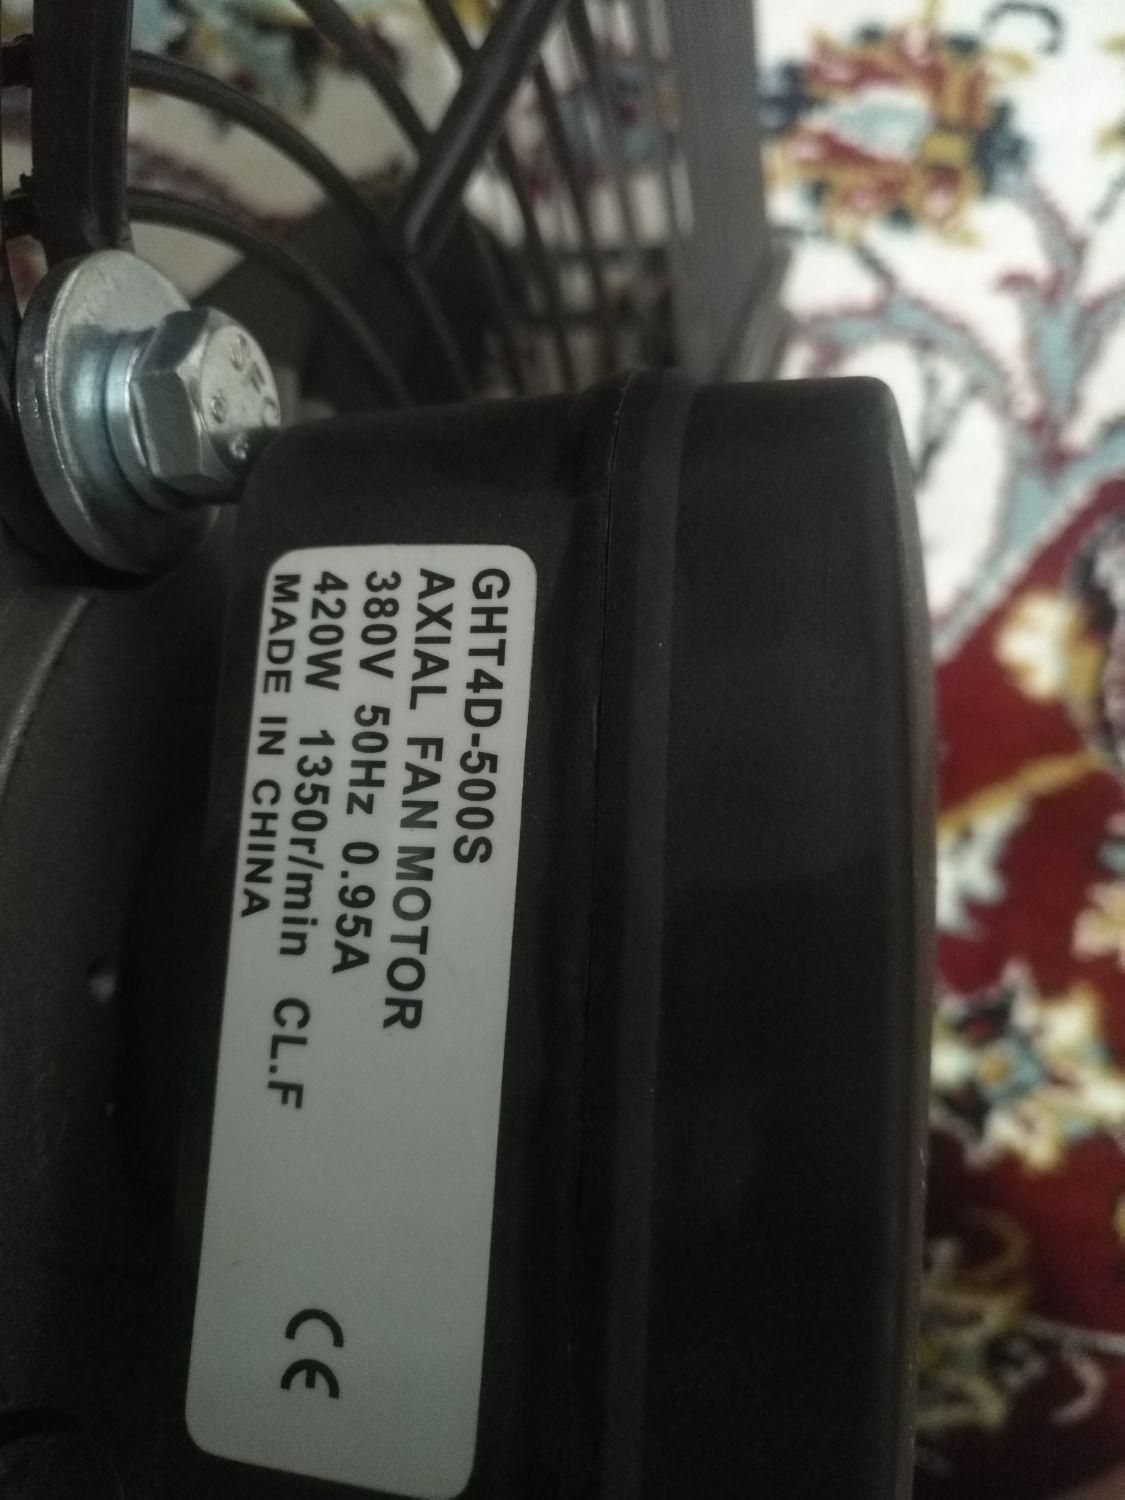 GHT4D-500S
AXIAL FAN MOTOR
380V 50Hz 0.95A
420W 1350r/min CL.F
MADE IN CHINA
CE